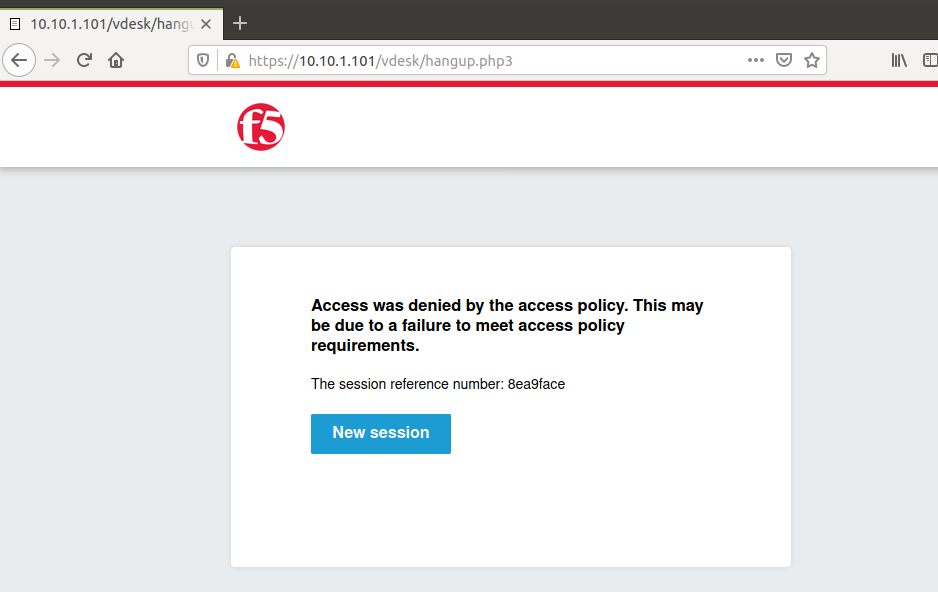 10.10.1.101/vdesk/hangu
https://10.10.1.101/vdesk/hangup.php3
f5
Access was denied by the access policy. This may
be due to a failure to meet access policy
requirements.
The session reference number: 8ea9face
New session